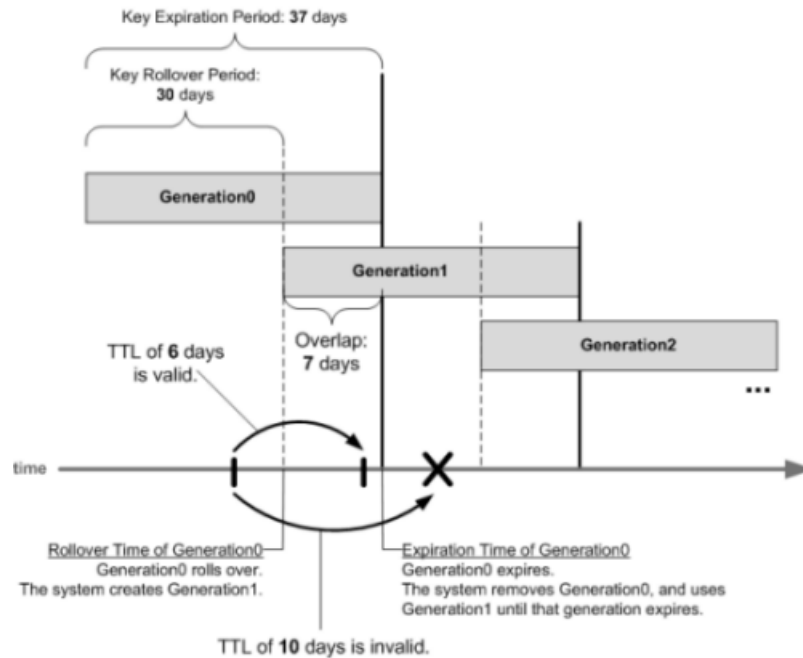 Key Expiration Period: 37 days
Key Rollover Period:
30 days
Generation0
Generation1
Overlap:
7 days
Generation2
...
TTL of 6 days
is valid.
time
Rollover Time of Generation0
Generation0 rolls over.
The system creates Generation1.
Expiration Time of Generation0
Generation0 expires.
The system removes Generation0, and uses
Generation1 until that generation expires.
TTL of 10 days is invalid.